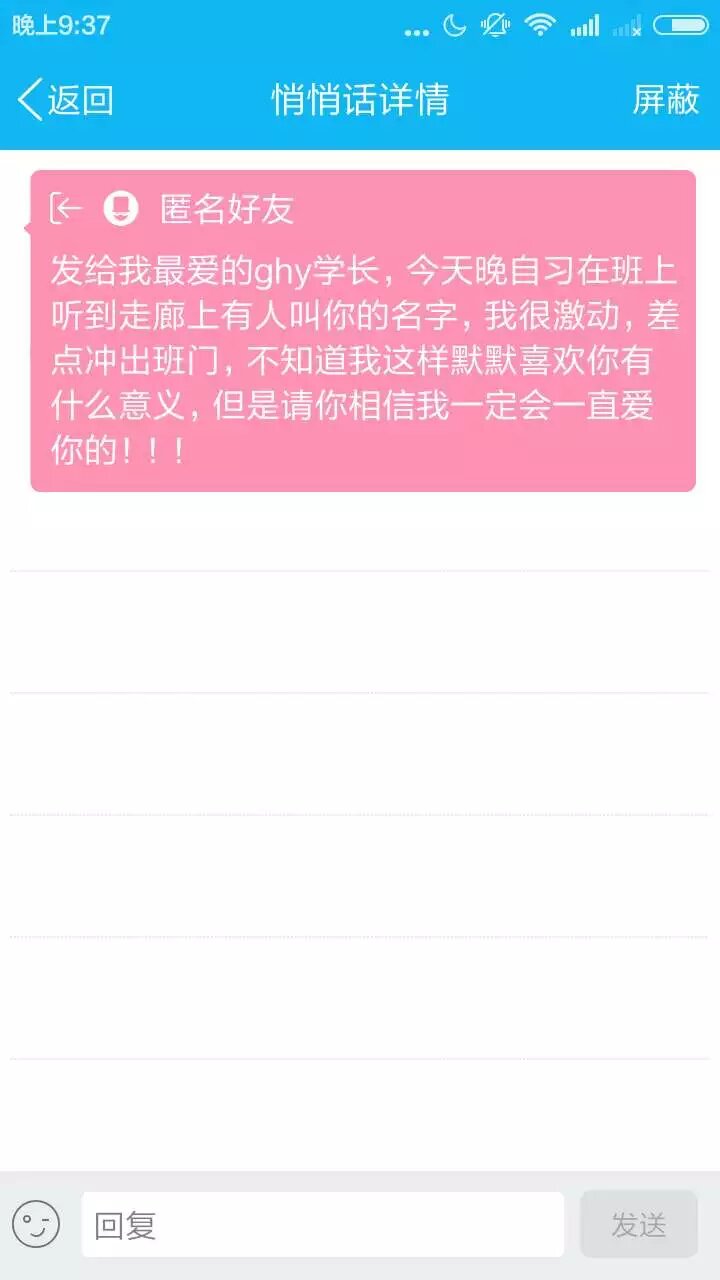 晚上9:37
返回
悄悄话详情
屏蔽
匿名好友
发给我最爱的ghy学长，今天晚自习在班上
听到走廊上有人叫你的名字，我很激动，差
点冲出班门，不知道我这样默默喜欢你有
什么意义，但是请你相信我一定会一直爱
你的！！！
回复
发送